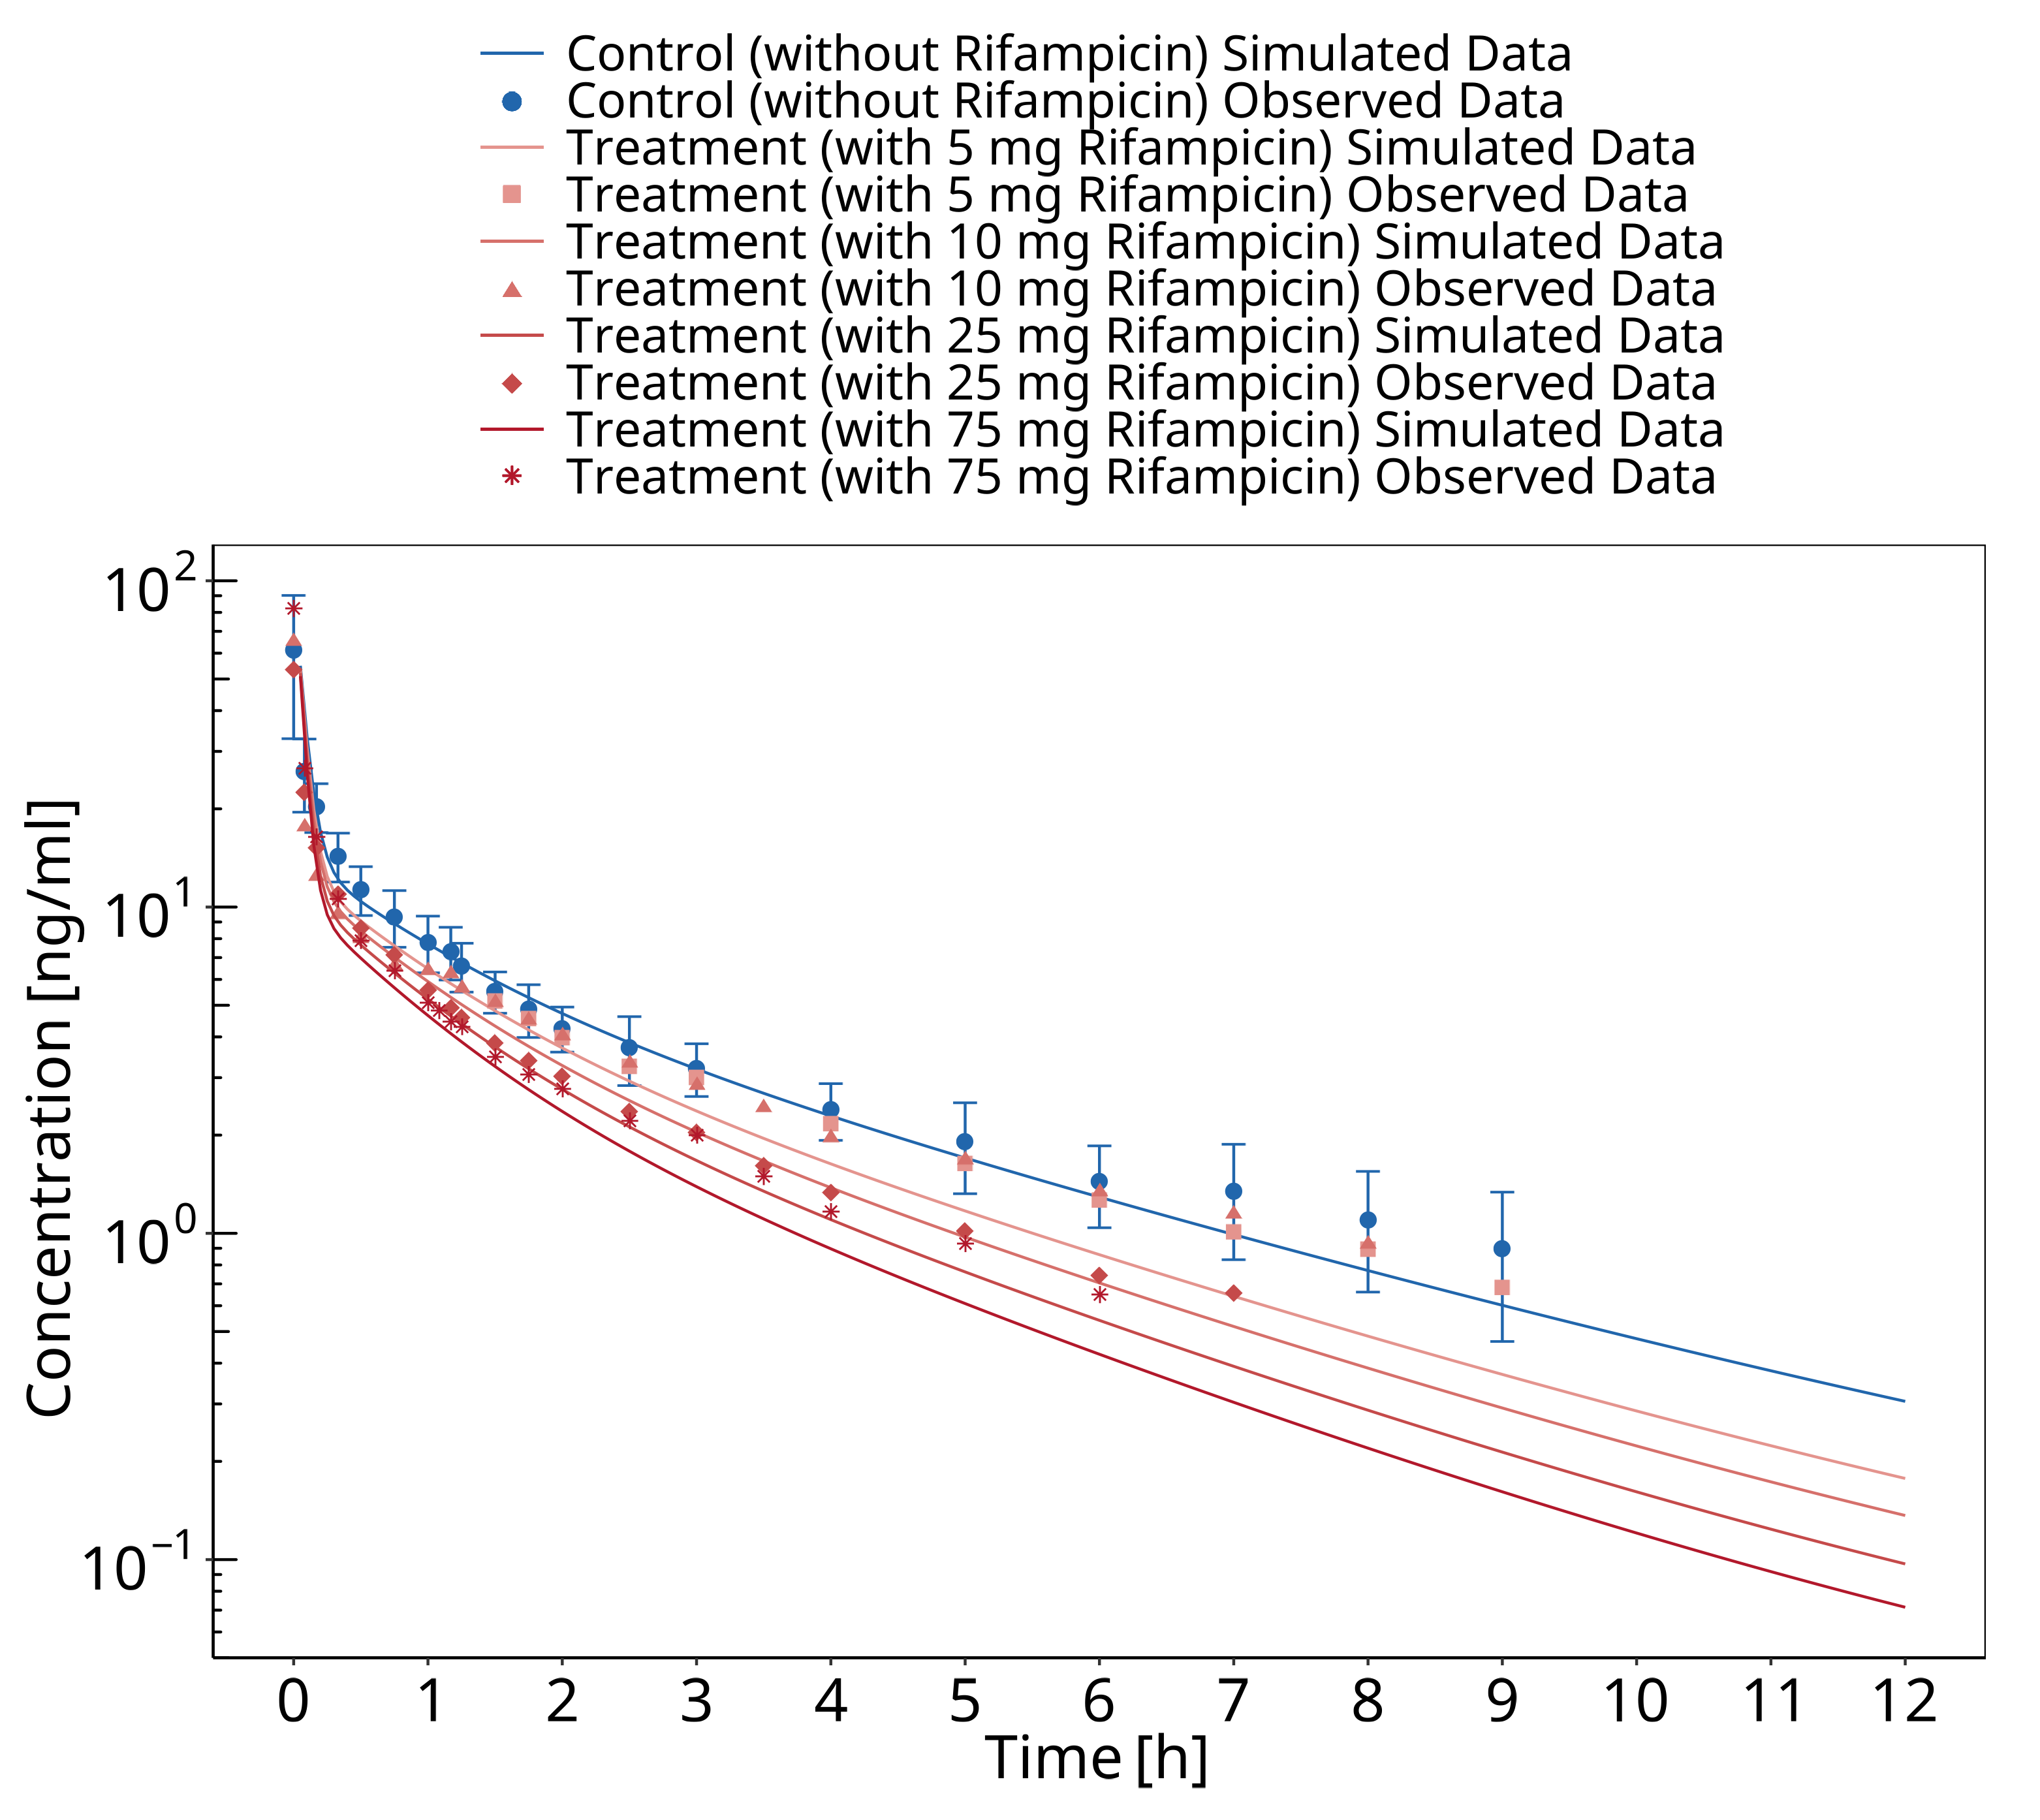 Control (without Rifampicin) Simulated Data
Control (without Rifampicin) Observed Data
Treatment (with 5 mg Rifampicin) Simulated Data
Treatment (with 5 mg Rifampicin) Observed Data
Treatment (with 10 mg Rifampicin) Simulated Data
Treatment (with 10 mg Rifampicin) Observed Data
Treatment (with 25 mg Rifampicin) Simulated Data
Treatment (with 25 mg Rifampicin) Observed Data
Treatment (with 75 mg Rifampicin) Simulated Data
Treatment (with 75 mg Rifampicin) Observed Data
Concentration [ng/ml]
10²
10¹
10⁰
10⁻¹
0 1 2 3 4 5 6 7 8 9 10 11 12
Time [h]